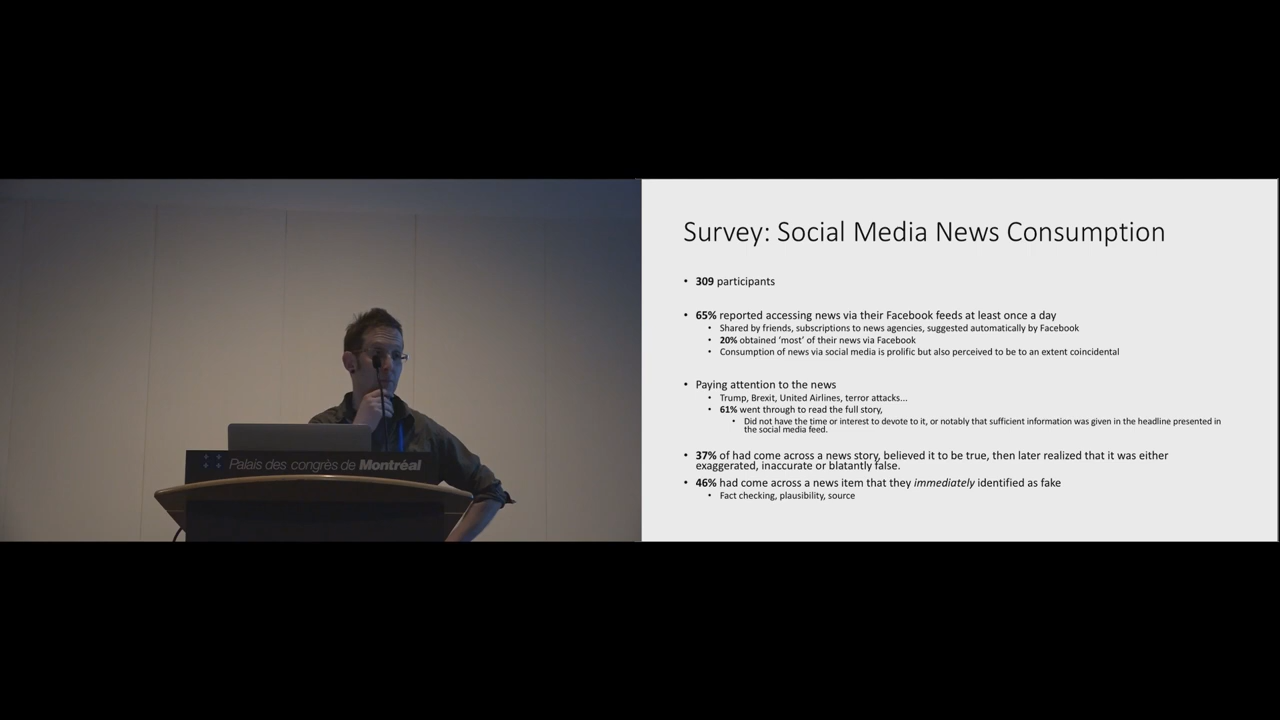 Palais des congrès de Montréal
Survey: Social Media News Consumption
• 309 participants
• 65% reported accessing news via their Facebook feeds at least once a day
• Shared by friends, subscriptions to news agencies, suggested automatically by Facebook
• 20% obtained ‘most’ of their news via Facebook
• Consumption of news via social media is prolific but also perceived to be to an extent coincidental
• Paying attention to the news
• Trump, Brexit, United Airlines, terror attacks...
• 61% went through to read the full story,
• Did not have the time or interest to devote to it, or notably that sufficient information was given in the headline presented in
the social media feed.
• 37% of had come across a news story, believed it to be true, then later realized that it was either
exaggerated, inaccurate or blatantly false.
• 46% had come across a news item that they immediately identified as fake
• Fact checking, plausibility, source